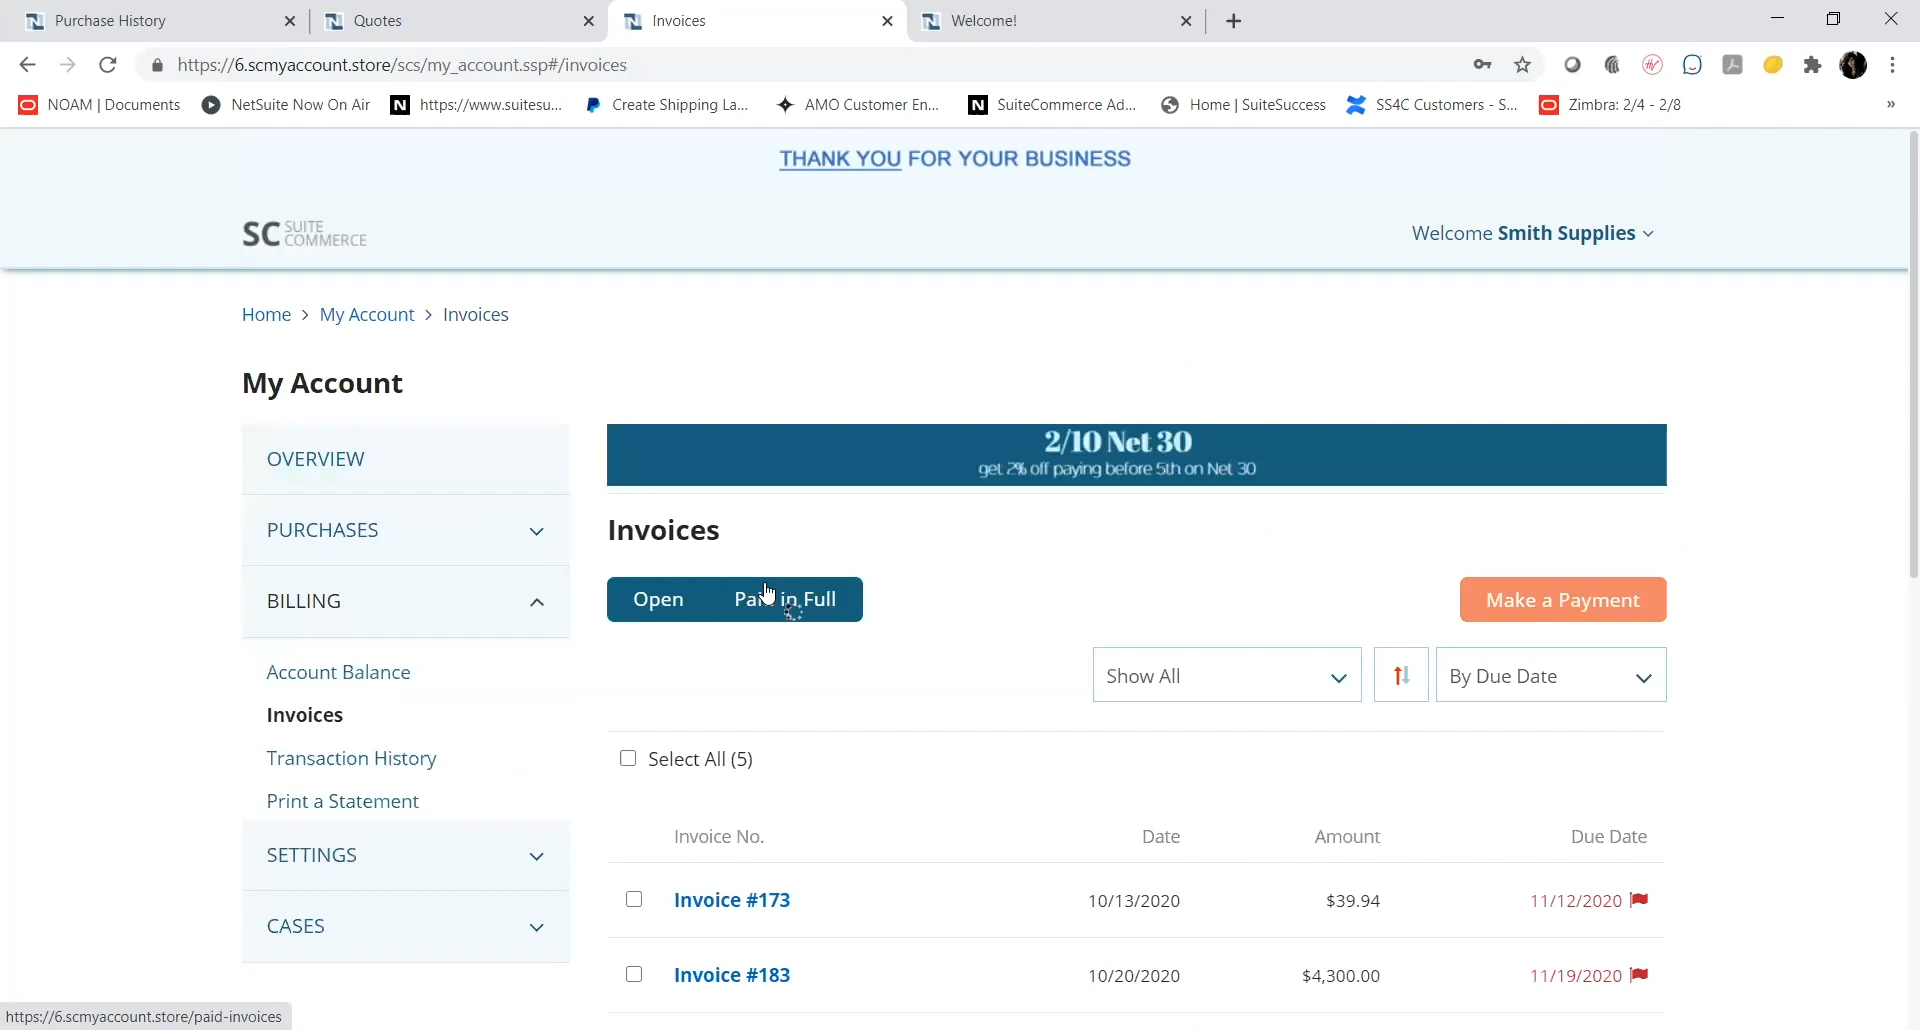 Purchase History
Quotes
Invoices
Welcome!
https://6.scmyaccount.store/scs/my_account.ssp#/invoices
NOAM | Documents
NetSuite Now On Air
https://www.suitesu...
Create Shipping La...
AMO Customer En...
SuiteCommerce Ad...
Home | SuiteSuccess
SS4C Customers - S...
Zimbra: 2/4 - 2/8
»
THANK YOU FOR YOUR BUSINESS
SC SUITE
COMMERCE
Welcome Smith Supplies
Home > My Account > Invoices
My Account
OVERVIEW
PURCHASES
BILLING
Account Balance
Invoices
Transaction History
Print a Statement
SETTINGS
CASES
2/10 Net 30
get 2% off paying before 5th on Net 30
Invoices
Open
Paid in Full
Make a Payment
Show All
By Due Date
Select All (5)
Invoice No. Date Amount Due Date
Invoice #173 10/13/2020 $39.94 11/12/2020
Invoice #183 10/20/2020 $4,300.00 11/19/2020
https://6.scmyaccount.store/paid-invoices